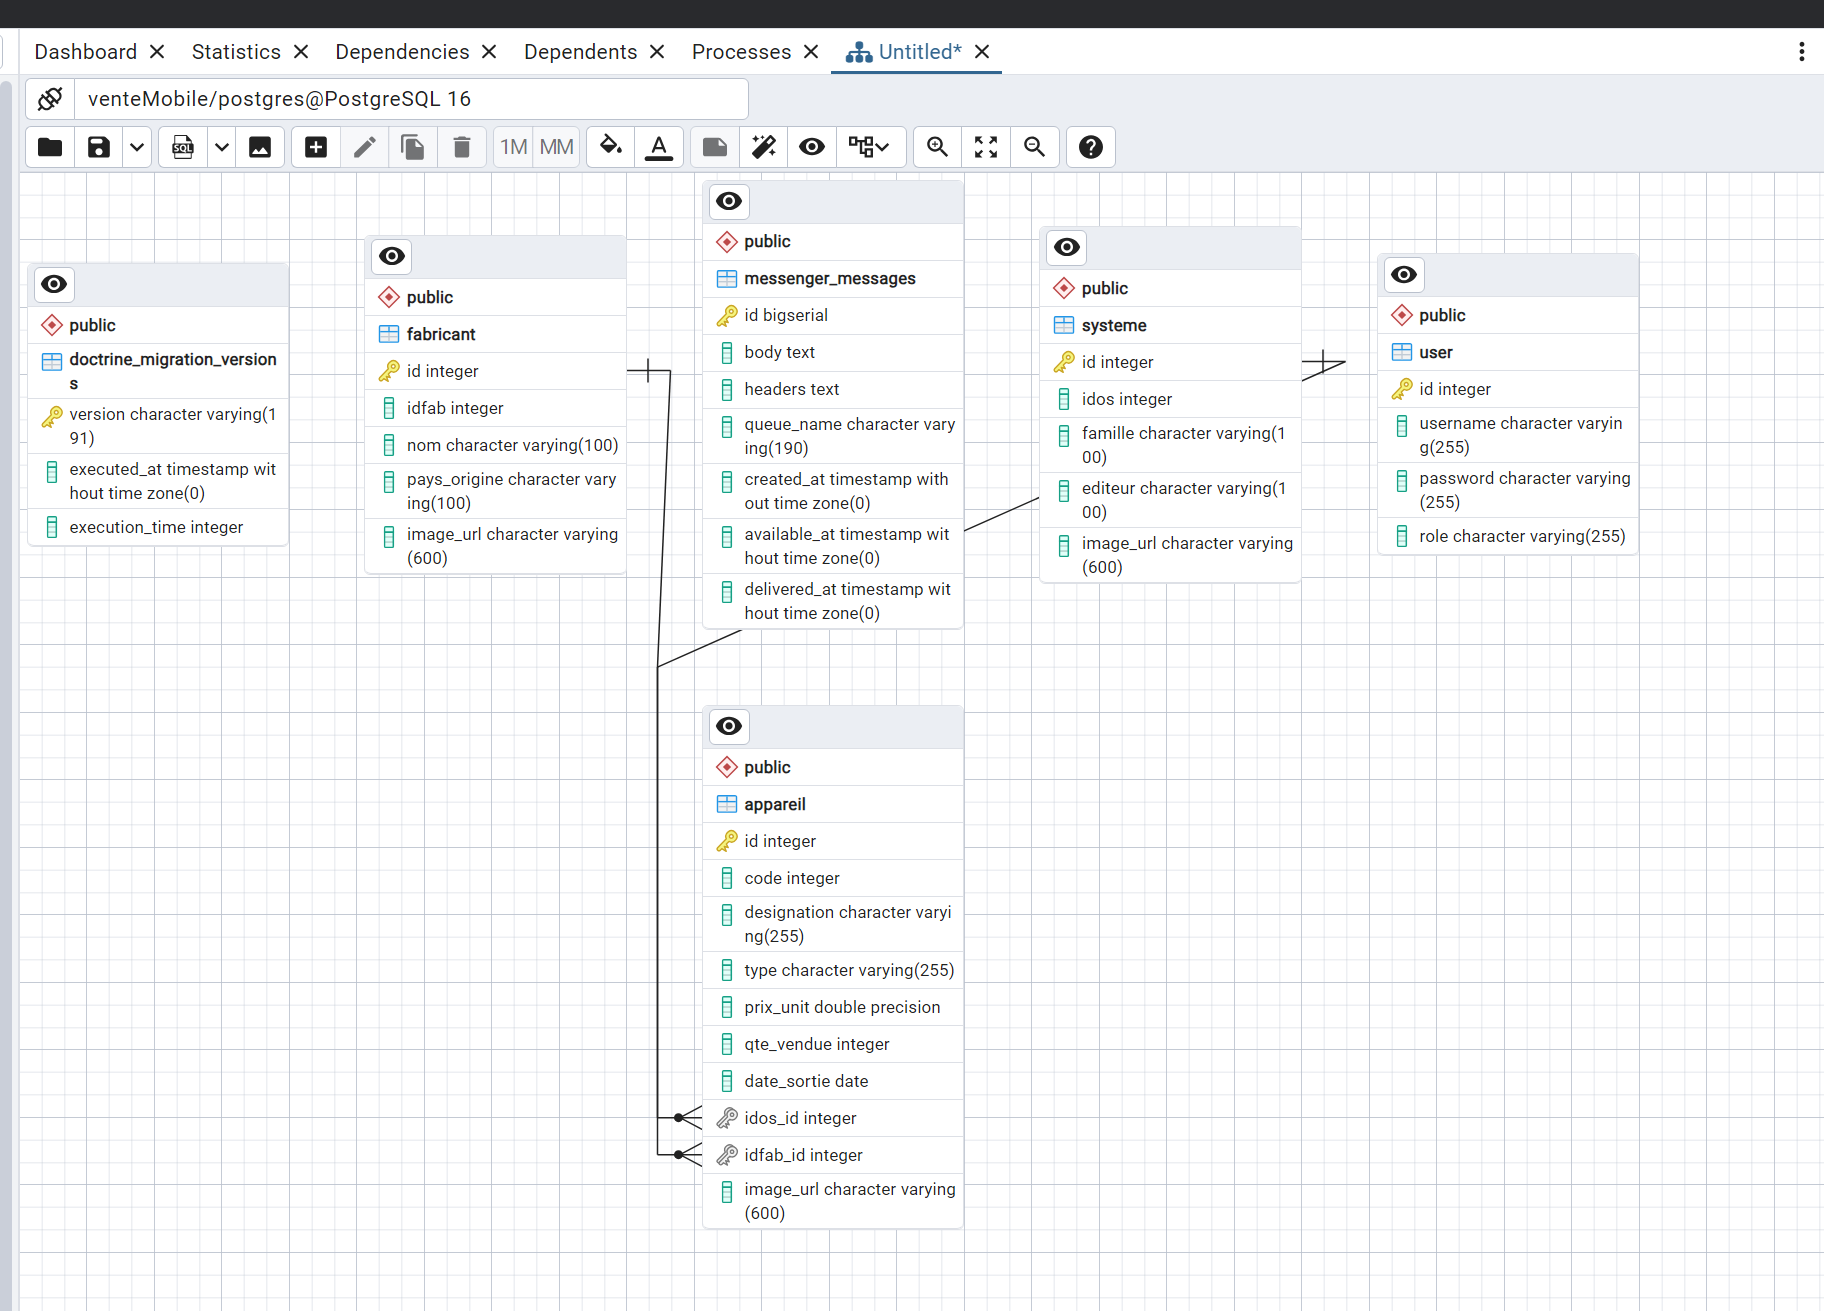 Dashboard
Statistics
Dependencies
Dependents
Processes
Untitled*
venteMobile/postgres@PostgreSQL 16
SQL
1M
MM
A
public
doctrine_migration_version
s
version character varying(1
91)
executed_at timestamp wit
hout time zone(0)
execution_time integer
public
fabricant
id integer
idfab integer
nom character varying(100)
pays_origine character vary
ing(100)
image_url character varying
(600)
public
messenger_messages
id bigserial
body text
headers text
queue_name character vary
ing(190)
created_at timestamp with
out time zone(0)
available_at timestamp wit
hout time zone(0)
delivered_at timestamp wit
hout time zone(0)
public
systeme
id integer
idos integer
famille character varying(1
00)
editeur character varying(1
00)
image_url character varying
(600)
public
user
id integer
username character varyin
g(255)
password character varying
(255)
role character varying(255)
public
appareil
id integer
code integer
designation character varyi
ng(255)
type character varying(255)
prix_unit double precision
qte_vendue integer
date_sortie date
idos_id integer
idfab_id integer
image_url character varying
(600)